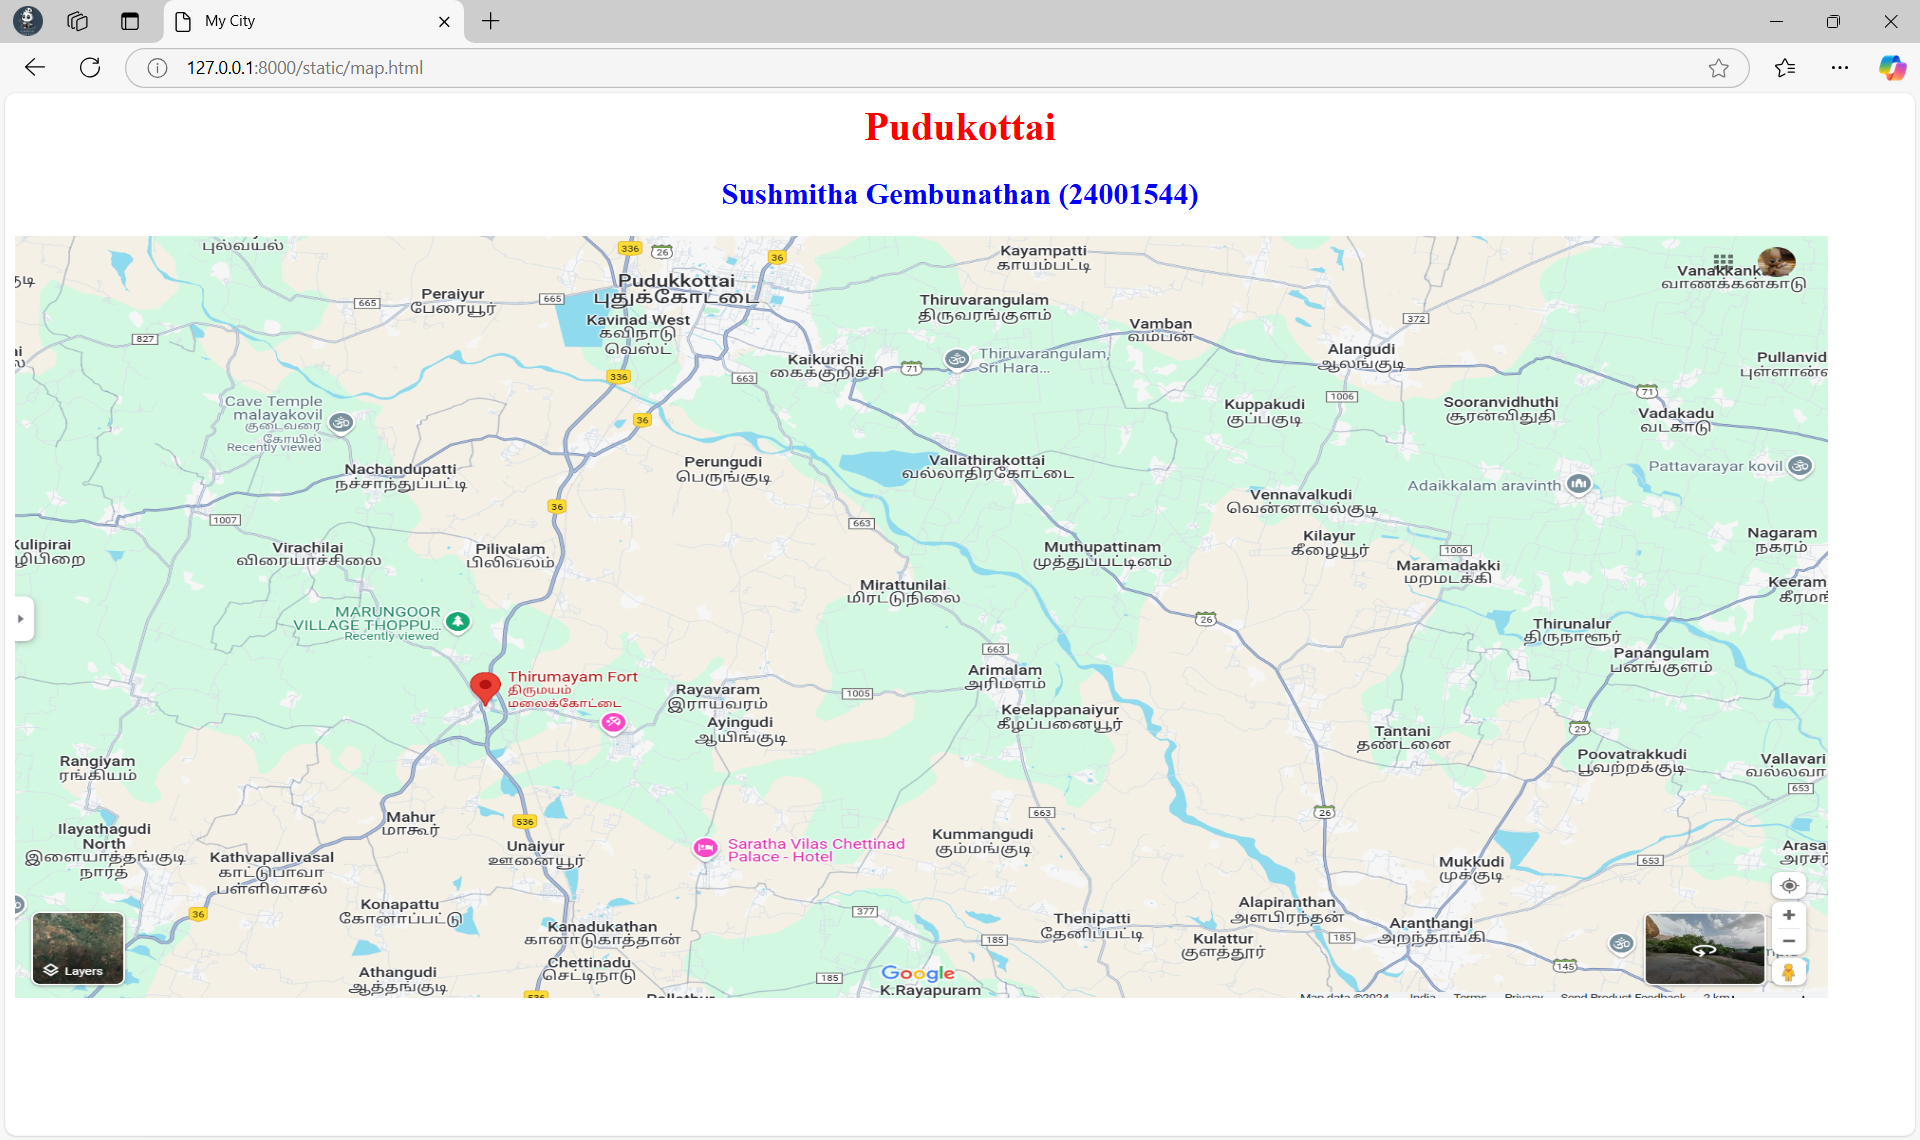 My City
127.0.0.1:8000/static/map.html
Pudukottai
Sushmitha Gembunathan (24001544)
புல்வயல்
336
26
36
Kayampatti
காயம்பட்டி
Pudukkottai
புதுக்கோட்டை
Vanakkank
வாணக்கன்காடு
Peraiyur
பேரையூர்
665
665
Thiruvarangulam
திருவரங்குளம்
Kavinad West
கவிநாடு
வெஸ்ட்
Vamban
வம்பன்
372
827
Kaikurichi
கைக்குறிச்சி
71
Thiruvarangulam,
Sri Hara...
Alangudi
ஆலங்குடி
Pullanvid
336
663
1006
71
Cave Temple
malayakovil
குடைவரை
கோயில்
Recently viewed
Kuppakudi
குப்பகுடி
Sooranvidhuthi
சூரன்விதுதி
Vadakadu
வடகாடு
36
Nachandupatti
நச்சாந்துப்பட்டி
Perungudi
பெருங்குடி
Vallathirakottai
வல்லாதிரகோட்டை
Pattavarayar kovil
Adaikkalam aravinth
Vennavalkudi
வென்னாவல்குடி
36
1007
663
Kulipirai
ழிபிறை
Virachilai
விரையாச்சிலை
Pilivalam
பிலிவலம்
Muthupattinam
முத்துப்பட்டினம்
Kilayur
கீழையூர்
1006
Maramadakki
மறமடக்கி
Nagaram
நகரம்
Keeram
கீரமங்
Mirattunilai
மிரட்டுநிலை
MARUNGOOR
VILLAGE THOPPU...
Recently viewed
26
Thirunalur
திருநாளூர்
663
Panangulam
பனங்குளம்
Thirumayam Fort
திருமயம்
மலைக்கோட்டை
Rayavaram
இராயவரம்
1005
Arimalam
அரிமளம்
Ayingudi
ஆயிங்குடி
Keelappanaiyur
கீழப்பனையூர்
Tantani
தண்டனை
29
Rangiyam
ரங்கியம்
Poovatrakkudi
பூவற்றக்குடி
Vallavari
வல்லவா
653
Mahur
மாகூர்
536
663
26
Ilayathagudi
North
இளையாத்தங்குடி
நார்த்
Unaiyur
ஊனையூர்
Saratha Vilas Chettinad
Palace - Hotel
Kummangudi
கும்மங்குடி
Arasa
அரசர்
Kathvapallivasal
காட்டுபாவா
பள்ளிவாசல்
Mukkudi
முக்குடி
653
Konapattu
கோனாப்பட்டு
36
377
Alapiranthan
அளபிரந்தன்
Kanadukathan
கானாடுகாத்தான்
Thenipatti
தேனிப்பட்டி
Kulattur
குளத்தூர்
Aranthangi
அறந்தாங்கி
185
185
Layers
Athangudi
ஆத்தங்குடி
Chettinadu
செட்டிநாடு
185
Google
K.Rayapuram
145
536
Pallathur
Map data ©2024 India Terms Privacy Send Product Feedback 2 km